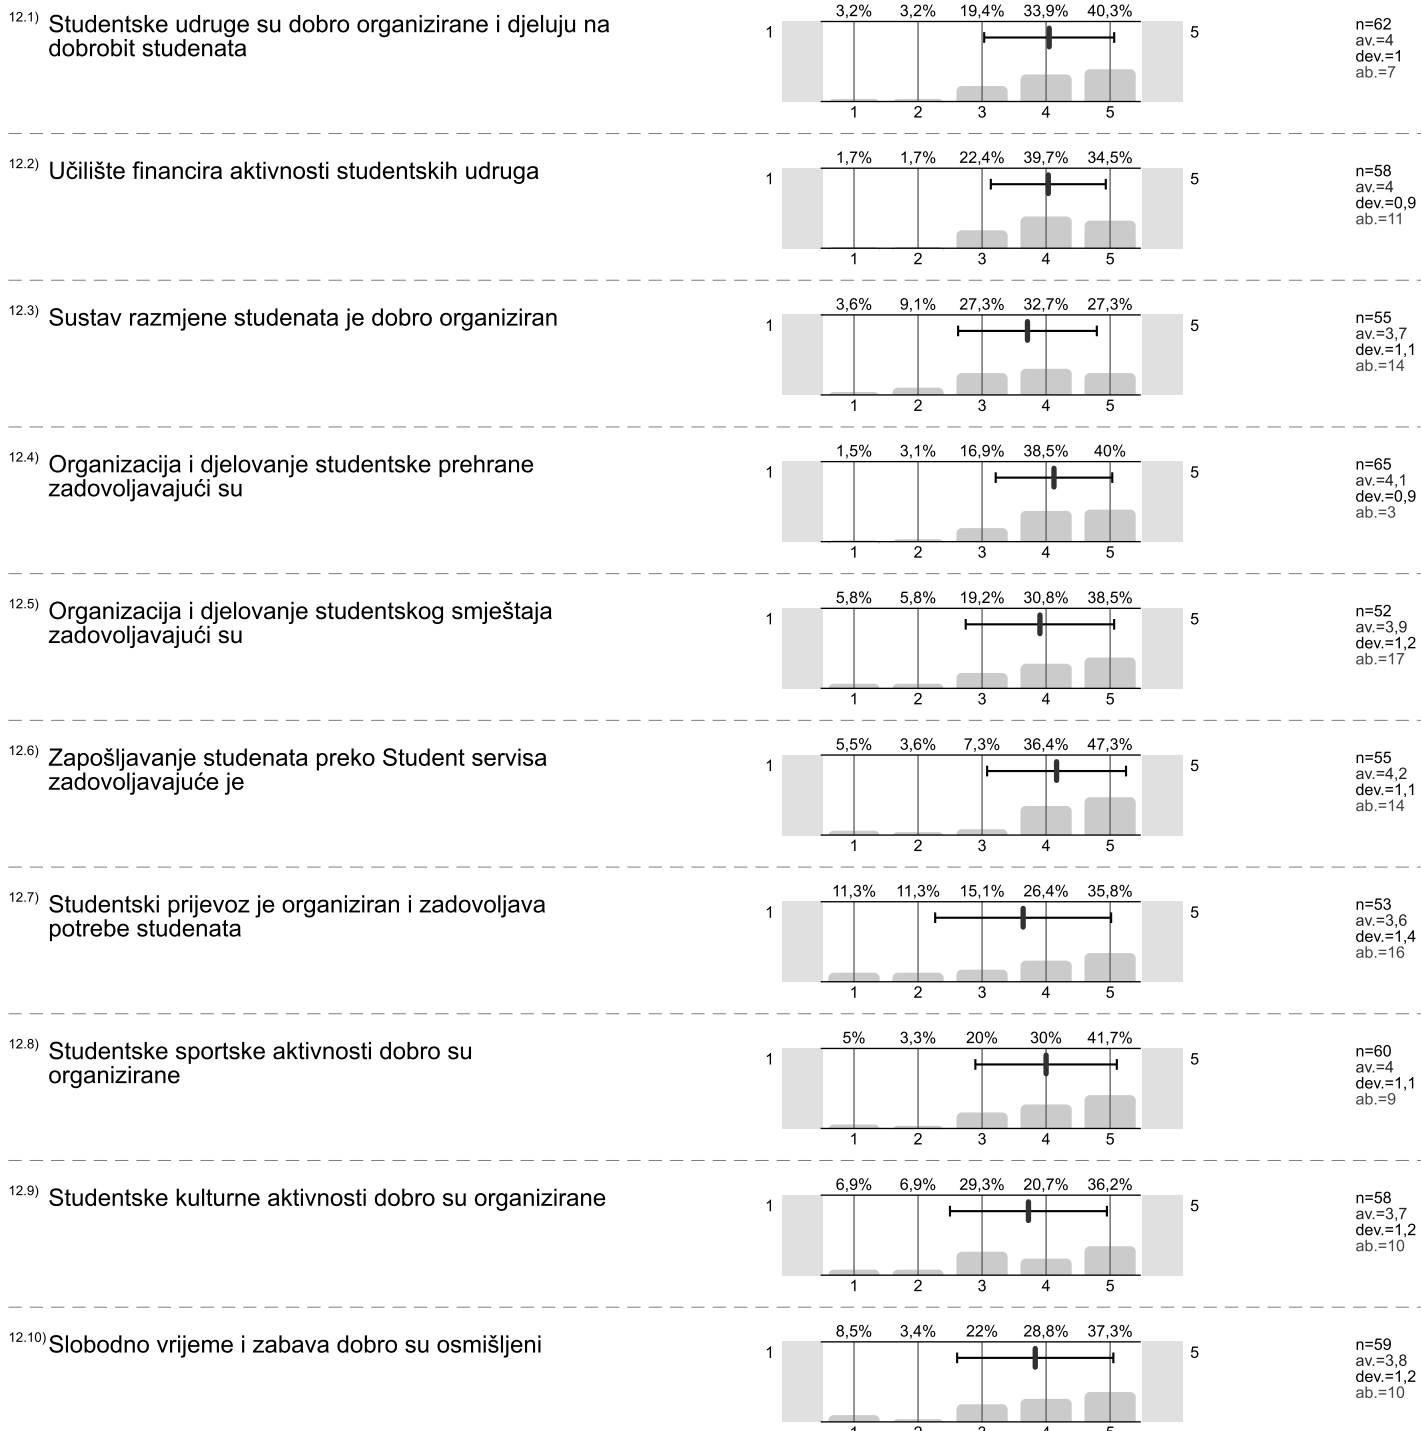 12.1) Studentske udruge su dobro organizirane i djeluju na
dobrobit studenata
3,2% 3,2% 19,4% 33,9% 40,3%
1 5
1 2 3 4 5
n=62
av.=4
dev.=1
ab.=7
12.2) Učilište financira aktivnosti studentskih udruga
1,7% 1,7% 22,4% 39,7% 34,5%
1 5
1 2 3 4 5
n=58
av.=4
dev.=0,9
ab.=11
12.3) Sustav razmjene studenata je dobro organiziran
3,6% 9,1% 27,3% 32,7% 27,3%
1 5
1 2 3 4 5
n=55
av.=3,7
dev.=1,1
ab.=14
12.4) Organizacija i djelovanje studentske prehrane
zadovoljavajući su
1,5% 3,1% 16,9% 38,5% 40%
1 5
1 2 3 4 5
n=65
av.=4,1
dev.=0,9
ab.=3
12.5) Organizacija i djelovanje studentskog smještaja
zadovoljavajući su
5,8% 5,8% 19,2% 30,8% 38,5%
1 5
1 2 3 4 5
n=52
av.=3,9
dev.=1,2
ab.=17
12.6) Zapošljavanje studenata preko Student servisa
zadovoljavajuće je
5,5% 3,6% 7,3% 36,4% 47,3%
1 5
1 2 3 4 5
n=55
av.=4,2
dev.=1,1
ab.=14
12.7) Studentski prijevoz je organiziran i zadovoljava
potrebe studenata
11,3% 11,3% 15,1% 26,4% 35,8%
1 5
1 2 3 4 5
n=53
av.=3,6
dev.=1,4
ab.=16
12.8) Studentske sportske aktivnosti dobro su
organizirane
5% 3,3% 20% 30% 41,7%
1 5
1 2 3 4 5
n=60
av.=4
dev.=1,1
ab.=9
12.9) Studentske kulturne aktivnosti dobro su organizirane
6,9% 6,9% 29,3% 20,7% 36,2%
1 5
1 2 3 4 5
n=58
av.=3,7
dev.=1,2
ab.=10
12.10) Slobodno vrijeme i zabava dobro su osmišljeni
8,5% 3,4% 22% 28,8% 37,3%
1 5
n=59
av.=3,8
dev.=1,2
ab.=10